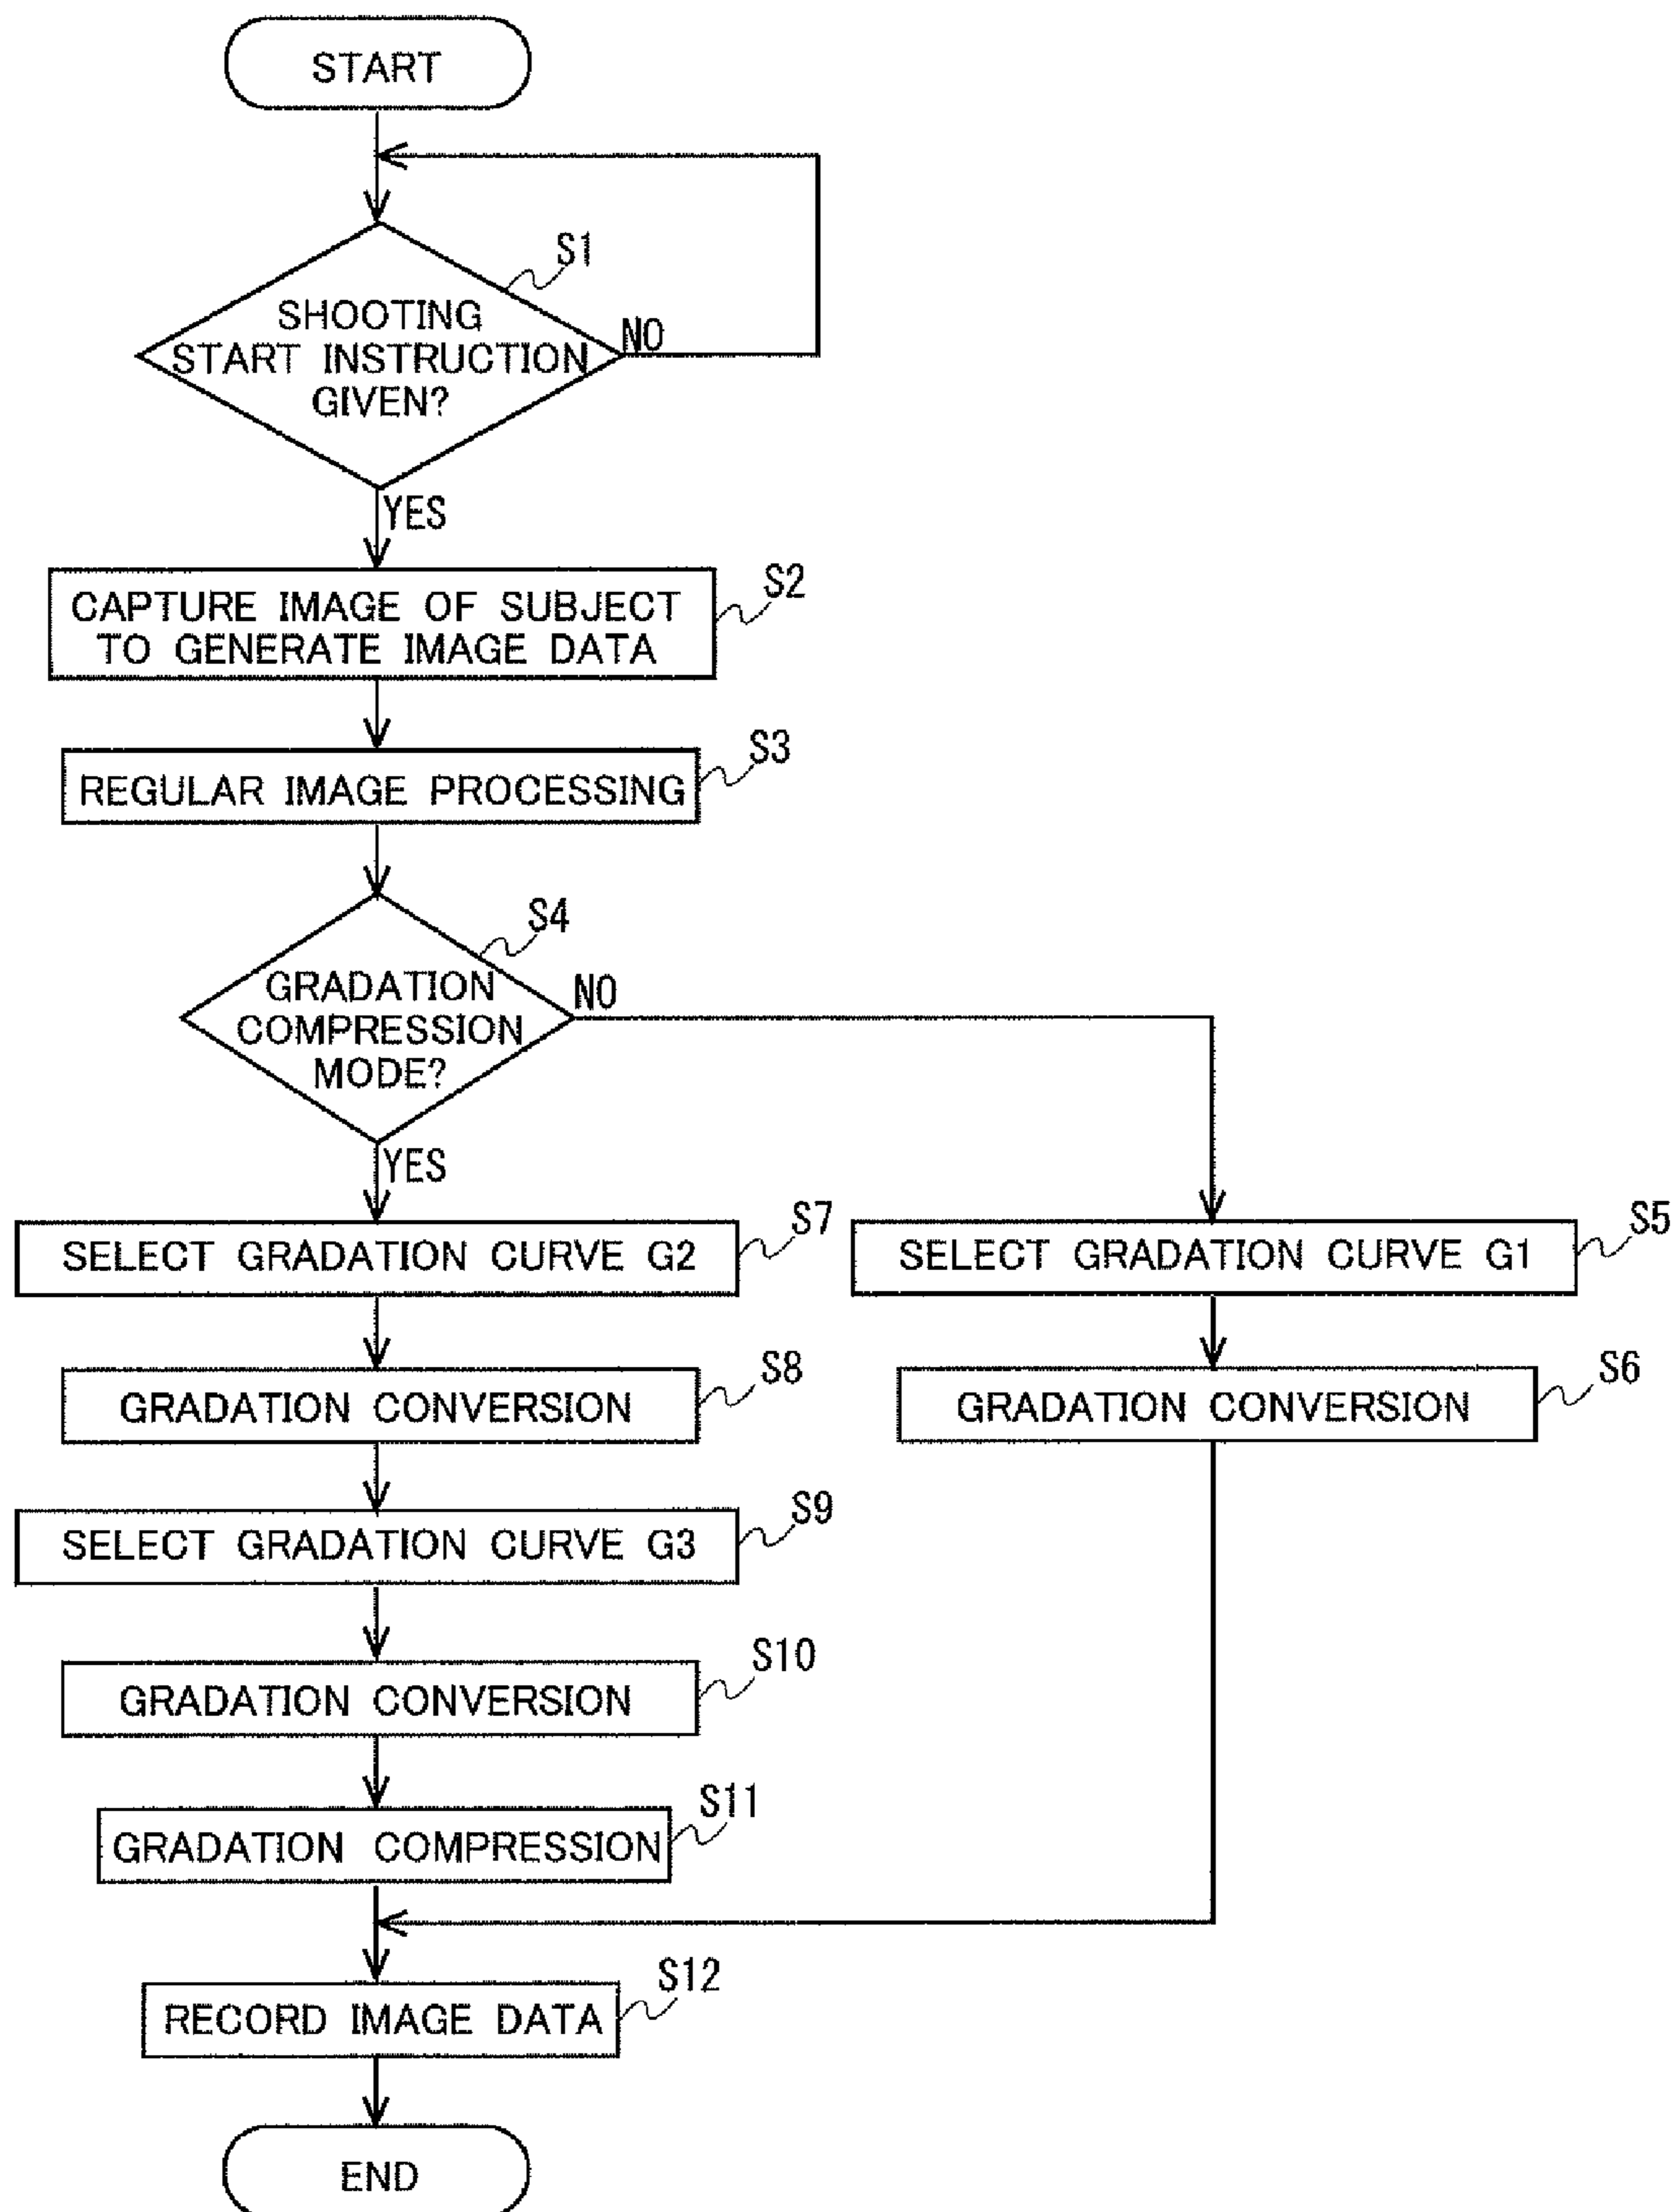 START
S1
SHOOTING
START INSTRUCTION
GIVEN?
NO
YES
S2
CAPTURE IMAGE OF SUBJECT
TO GENERATE IMAGE DATA
S3
REGULAR IMAGE PROCESSING
S4
GRADATION
COMPRESSION
MODE?
NO
YES
S7
SELECT GRADATION CURVE G2
S5
SELECT GRADATION CURVE G1
S8
GRADATION CONVERSION
S6
GRADATION CONVERSION
S9
SELECT GRADATION CURVE G3
S10
GRADATION CONVERSION
S11
GRADATION COMPRESSION
S12
RECORD IMAGE DATA
END